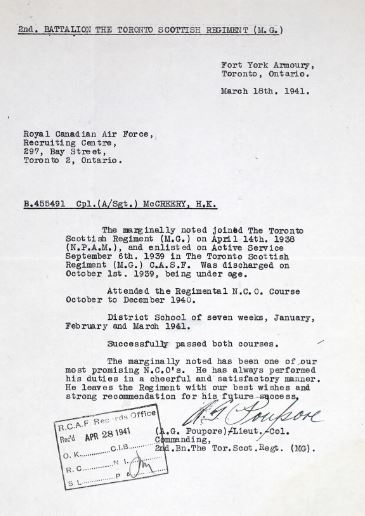 2nd. BATTALION THE TORONTO SCOTTISH REGIMENT (M.G.)
Fort York Armoury,
Toronto, Ontario.
March 18th. 1941.
Royal Canadian Air Force,
Recruiting Centre,
297, Bay Street,
Toronto 2, Ontario.
B.455491 Cpl.(A/Sgt.) McCREERY, H.K.
The marginally noted joined The Toronto
Scottish Regiment (M.G.) on April 14th. 1938
(N.P.A.M.), and enlisted on Active Service
September 6th. 1939 in The Toronto Scottish
Regiment (M.G.) C.A.S.F. Was discharged on
October 1st. 1939, being under age.
Attended the Regimental N.C.O. Course
October to December 1940.
District School of seven weeks, January,
February and March 1941.
Successfully passed both courses.
The marginally noted has been one of our
most promising N.C.O's. He has always performed
his duties in a cheerful and satisfactory manner.
He leaves the Regiment with our best wishes and
strong recommendation for his future success.
A G Poupore
(A.G. Poupore) Lieut.-Col.
Commanding,
2nd.Bn.The Tor.Scot.Regt. (MG).
R.C.A.F Records Office
Rec'd APR 28 1941
O.K. C.I.B.
R.C. N.I.
S.L. P